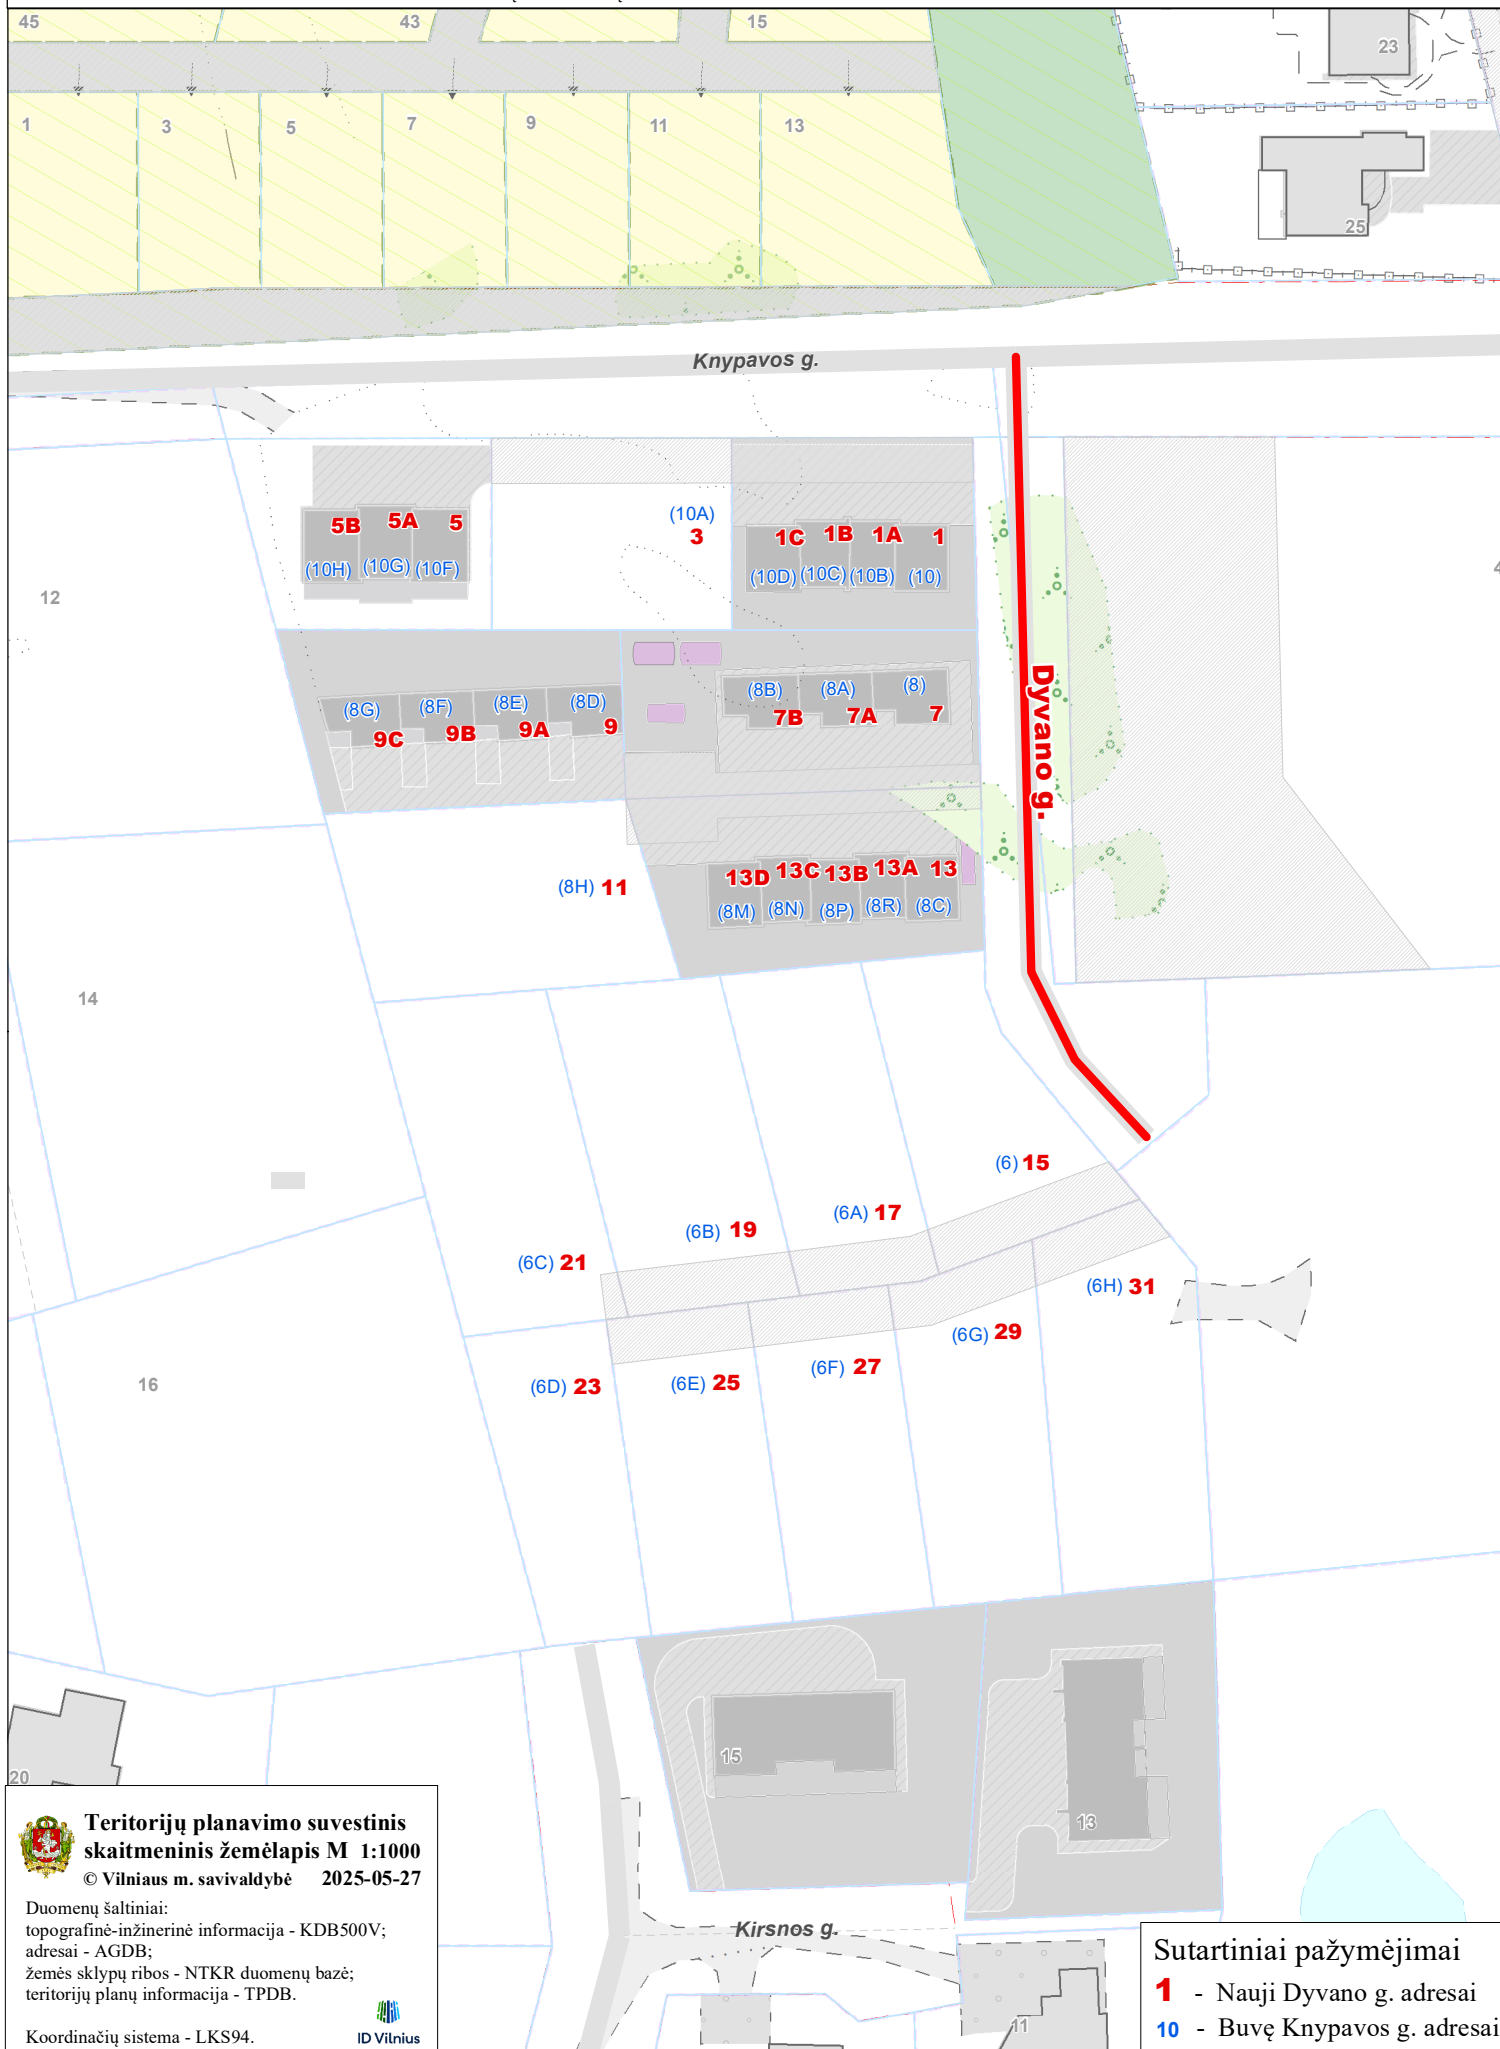 45
43
15
23
1
3
5
7
9
11
13
25
Knypavos g.
(10A)
3
5B
5A
5
1C
1B
1A
1
(10H)
(10G)
(10F)
(10D)
(10C)
(10B)
(10)
12
4
(8G)
(8F)
(8E)
(8D)
(8B)
(8A)
(8)
9C
9B
9A
9
7B
7A
7
Dyvano g.
(8H) 11
13D
13C
13B
13A
13
(8M)
(8N)
(8P)
(8R)
(8C)
14
(6) 15
(6A) 17
(6B) 19
(6C) 21
(6H) 31
(6G) 29
(6F) 27
(6E) 25
(6D) 23
16
15
13
20
Kirsnos g.
11
Teritorijų planavimo suvestinis
skaitmeninis žemėlapis M 1:1000
© Vilniaus m. savivaldybė 2025-05-27
Duomenų šaltiniai:
topografinė-inžinerinė informacija - KDB500V;
adresai - AGDB;
žemės sklypų ribos - NTKR duomenų bazė;
teritorijų planų informacija - TPDB.
Koordinačių sistema - LKS94.
ID Vilnius
Sutartiniai pažymėjimai
1 - Nauji Dyvano g. adresai
10 - Buvę Knypavos g. adresai